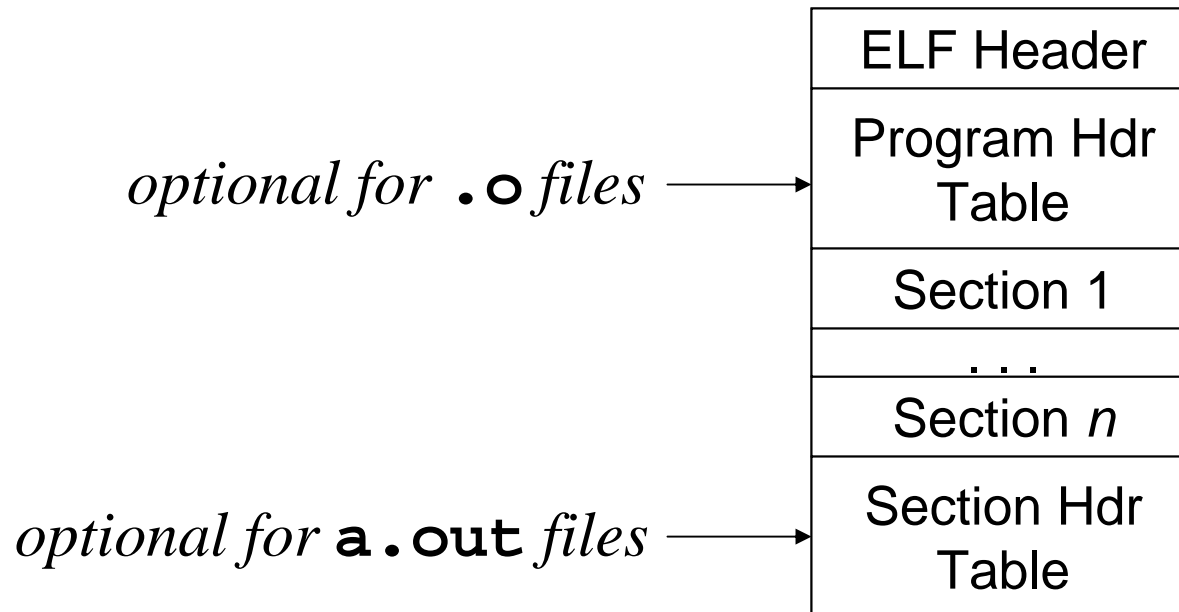 ELF Header
optional for .o files
Program Hdr
Table
Section 1
. . .
Section n
optional for a.out files
Section Hdr
Table